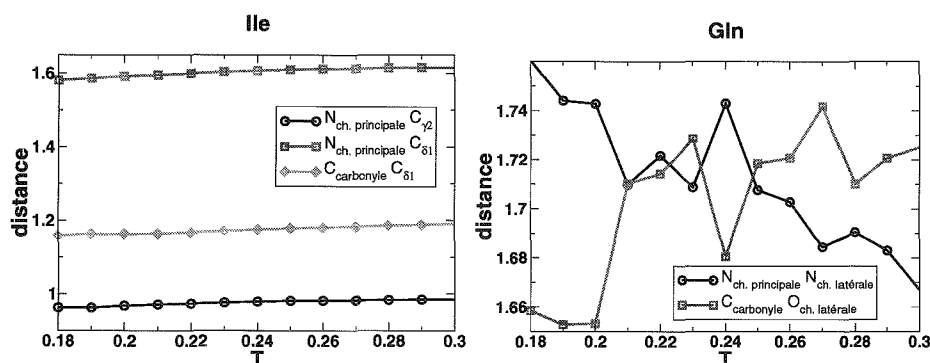 Ile
distance
1.6
1.4
1.2
1
N ch. principale C γ2
N ch. principale C δ1
C carbonyle C δ1
0.18 0.2 0.22 0.24 0.26 0.28 0.3
T
Gln
distance
1.74
1.72
1.7
1.68
1.66
N ch. principale N ch. latérale
C carbonyle O ch. latérale
0.18 0.2 0.22 0.24 0.26 0.28 0.3
T